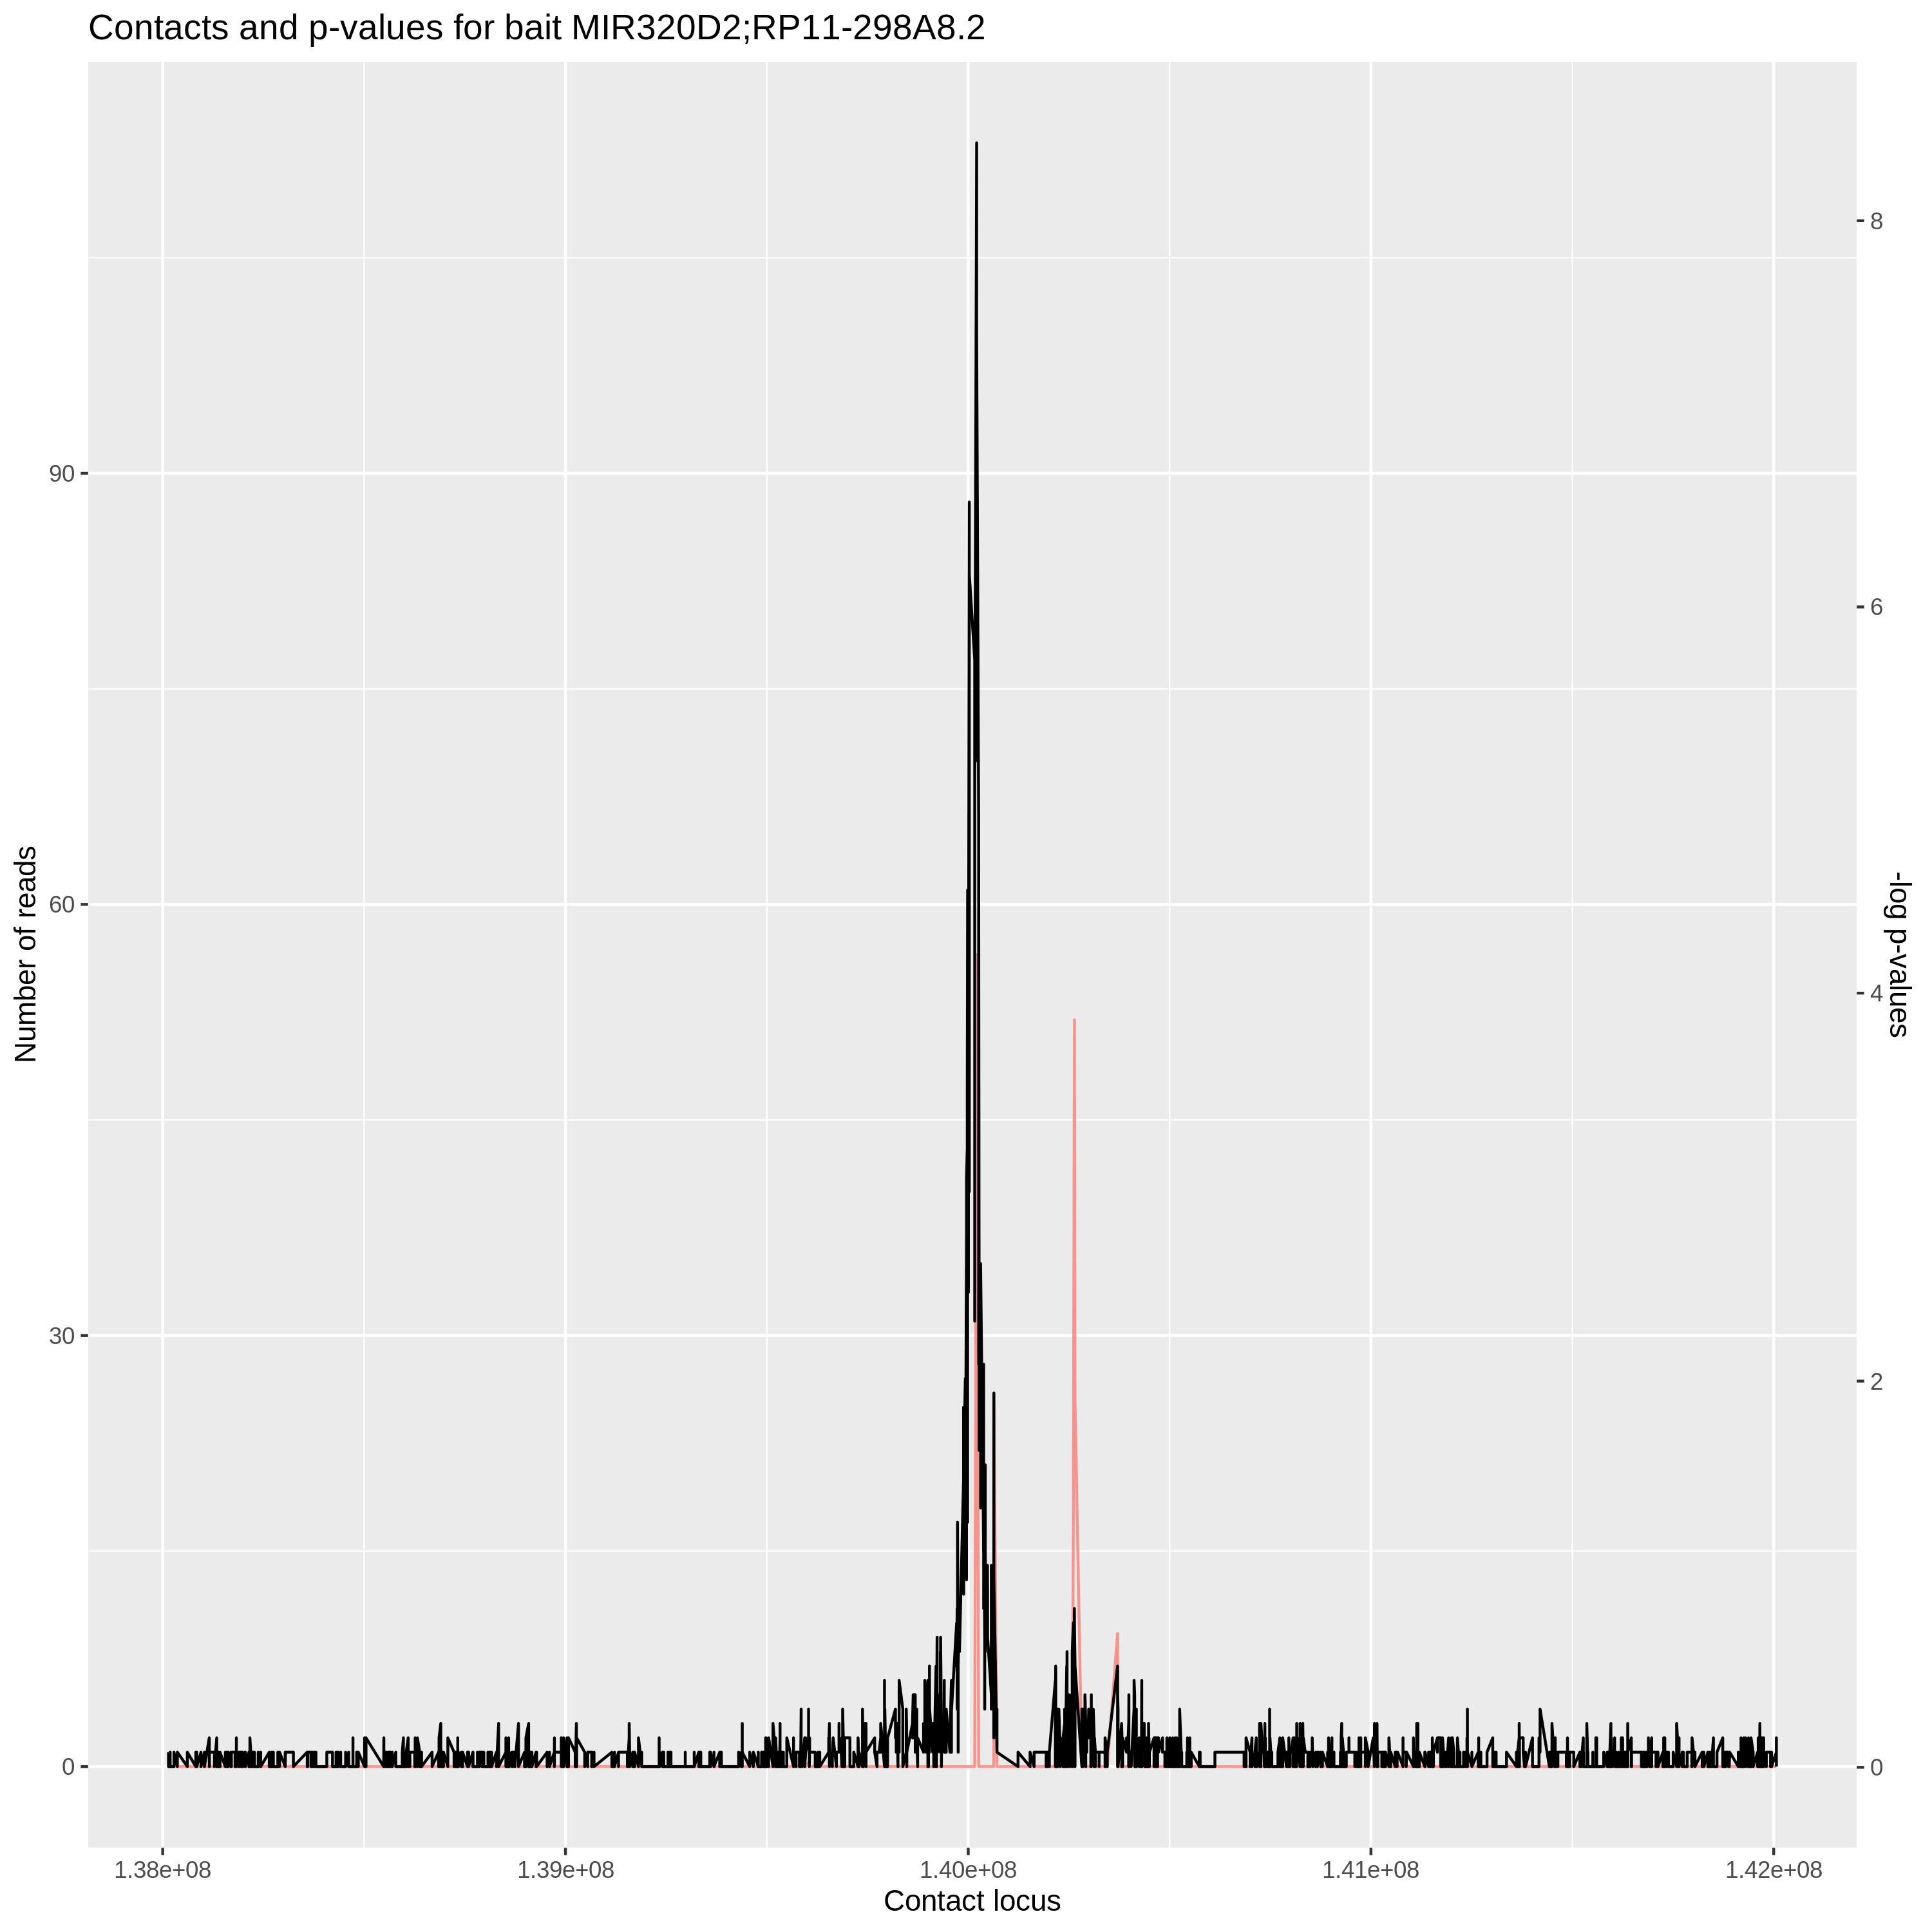 Contacts and p-values for bait MIR320D2;RP11-298A8.2
Number of reads
90
60
30
0
8
6
4
2
0
-log p-values
1.38e+08
1.39e+08
1.40e+08
1.41e+08
1.42e+08
Contact locus